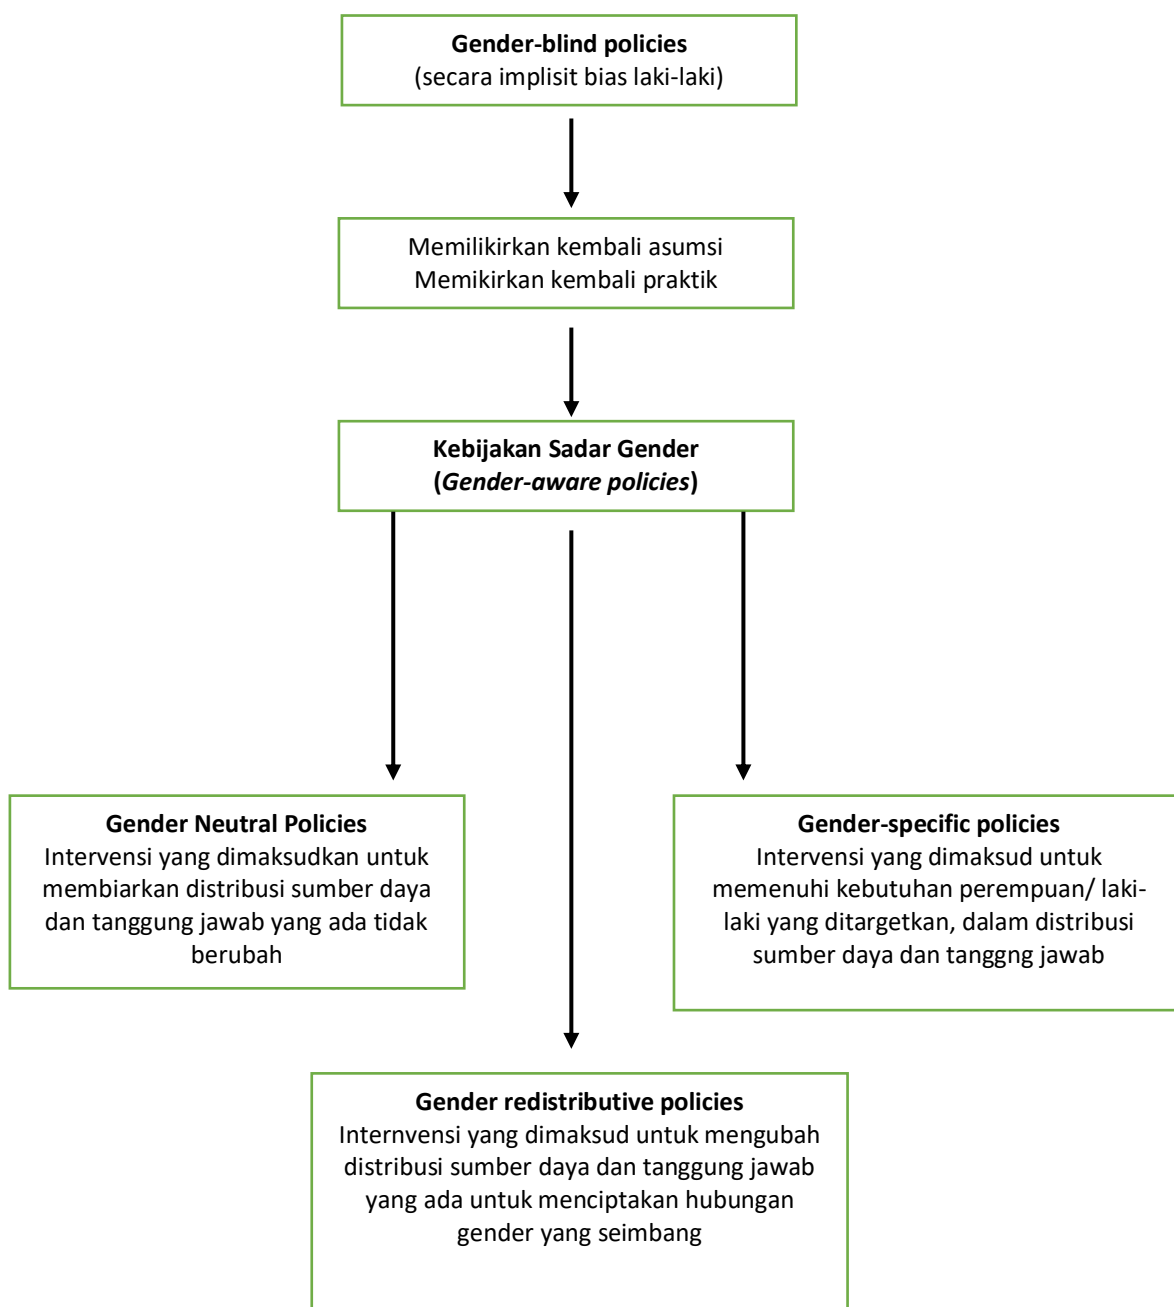 Gender-blind policies
(secara implisit bias laki-laki)
Memilikirkan kembali asumsi
Memikirkan kembali praktik
Kebijakan Sadar Gender
(Gender-aware policies)
Gender Neutral Policies
Intervensi yang dimaksudkan untuk
membiarkan distribusi sumber daya
dan tanggung jawab yang ada tidak
berubah
Gender-specific policies
Intervensi yang dimaksud untuk
memenuhi kebutuhan perempuan/ laki-
laki yang ditargetkan, dalam distribusi
sumber daya dan tanggng jawab
Gender redistributive policies
Internvensi yang dimaksud untuk mengubah
distribusi sumber daya dan tanggung jawab
yang ada untuk menciptakan hubungan
gender yang seimbang